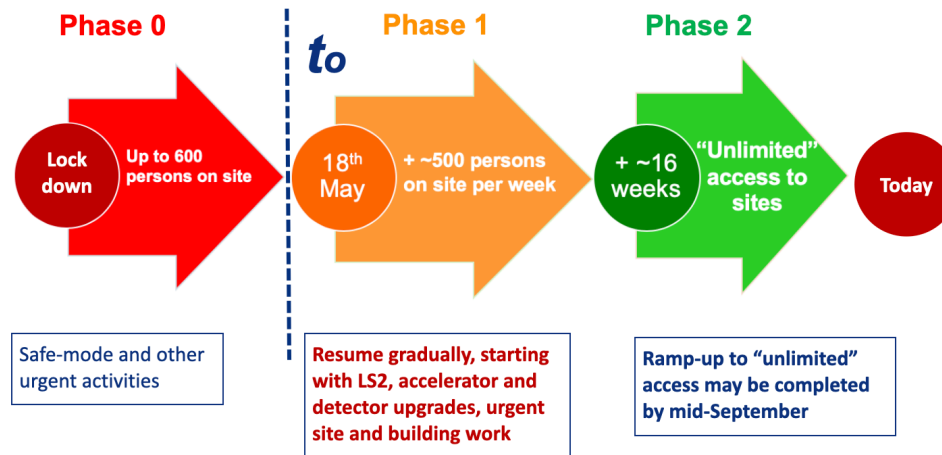 Phase 0
Phase 1
Phase 2
to
Lock
down
Up to 600
persons on site
18th
May
+ ~500 persons
on site per week
+ ~16
weeks
“Unlimited”
access to
sites
Today
Safe-mode and other
urgent activities
Resume gradually, starting
with LS2, accelerator and
detector upgrades, urgent
site and building work
Ramp-up to “unlimited”
access may be completed
by mid-September